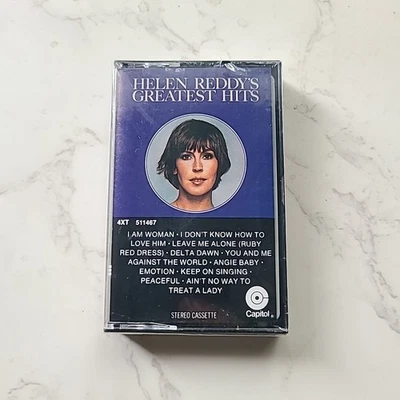 HELEN REDDY'S
GREATEST HITS
4XT 511467
I AM WOMAN • I DON'T KNOW HOW TO
LOVE HIM • LEAVE ME ALONE (RUBY
RED DRESS) • DELTA DAWN • YOU AND ME
AGAINST THE WORLD • ANGIE BABY •
EMOTION • KEEP ON SINGING •
PEACEFUL • AIN'T NO WAY TO
TREAT A LADY
Capitol
STEREO CASSETTE